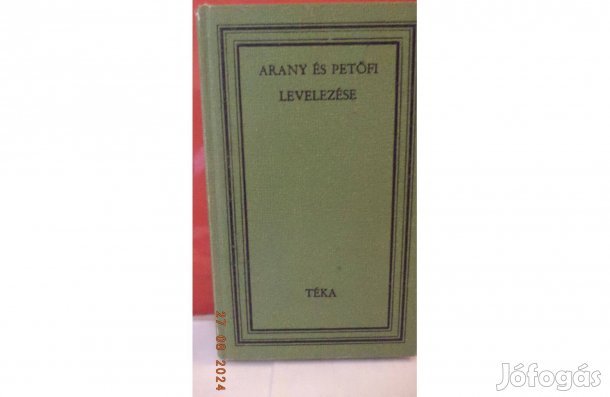 ARANY ÉS PETŐFI
LEVELEZÉSE
TÉKA
27 08 2024
Jófogás